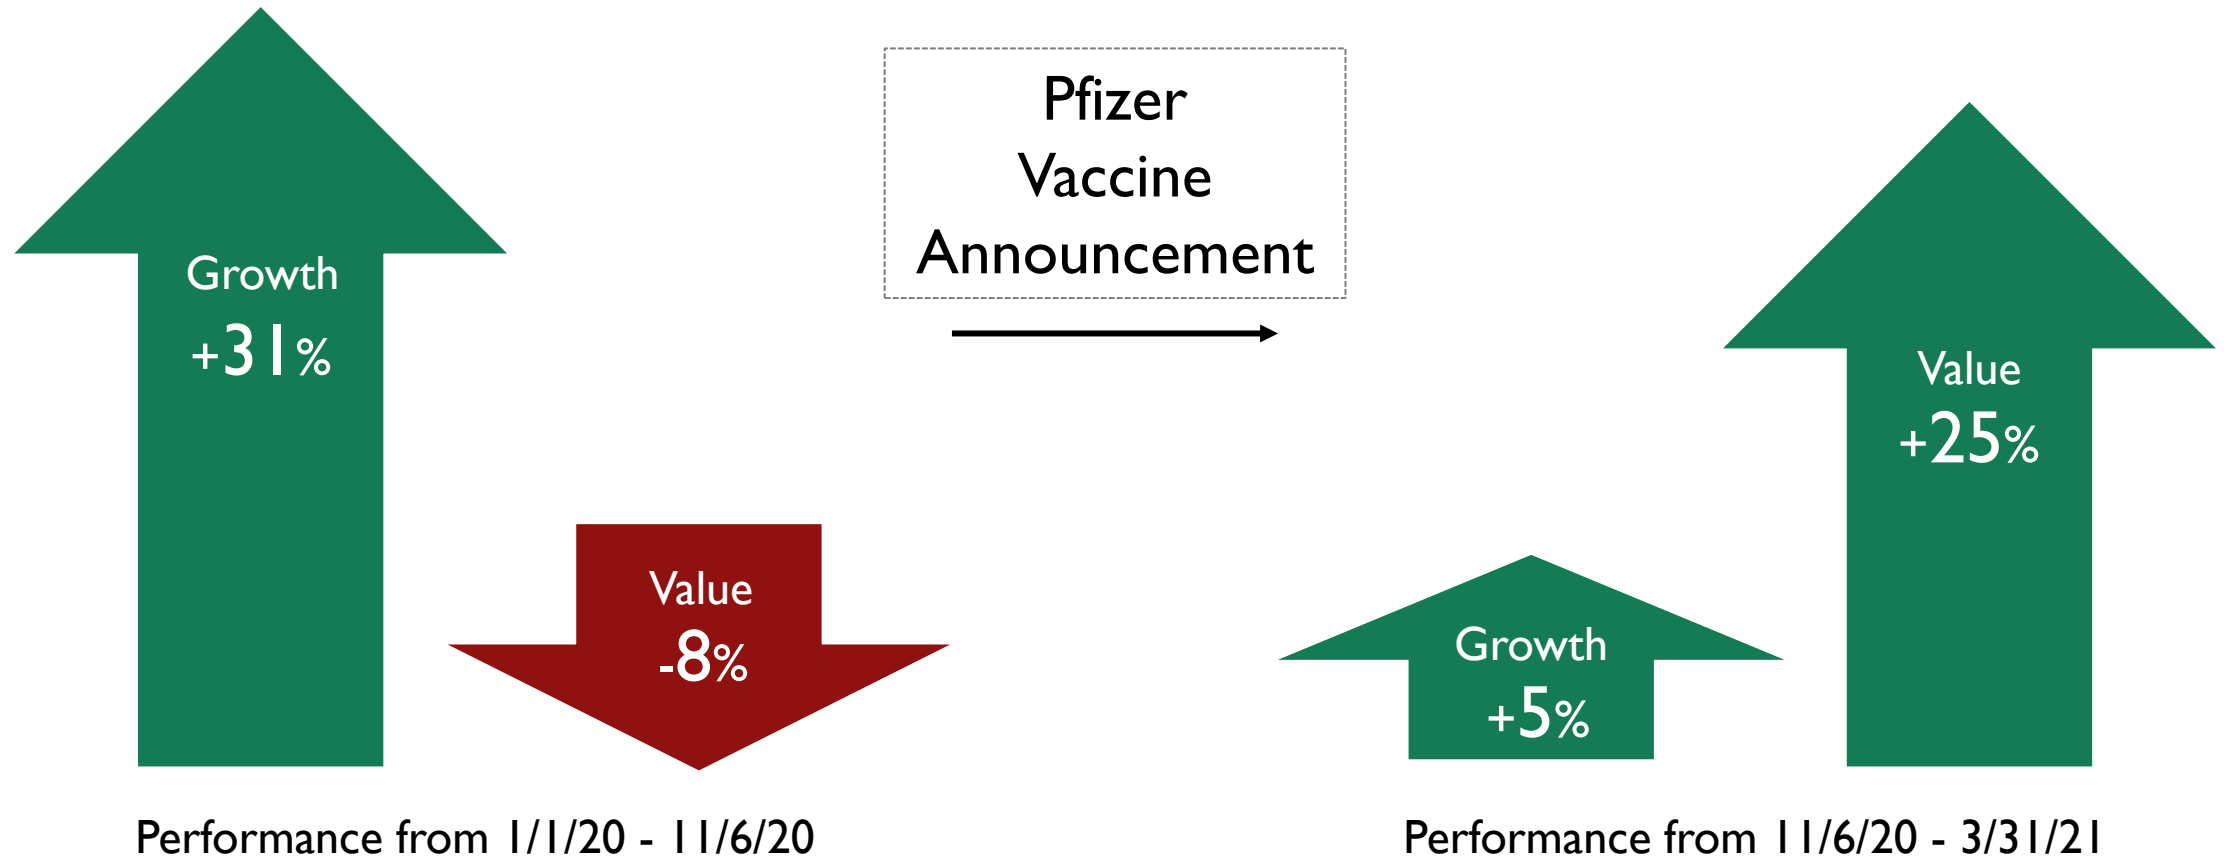 Growth
+31%
Value
-8%
Performance from 1/1/20 - 11/6/20
Pfizer
Vaccine
Announcement
Growth
+5%
Value
+25%
Performance from 11/6/20 - 3/31/21